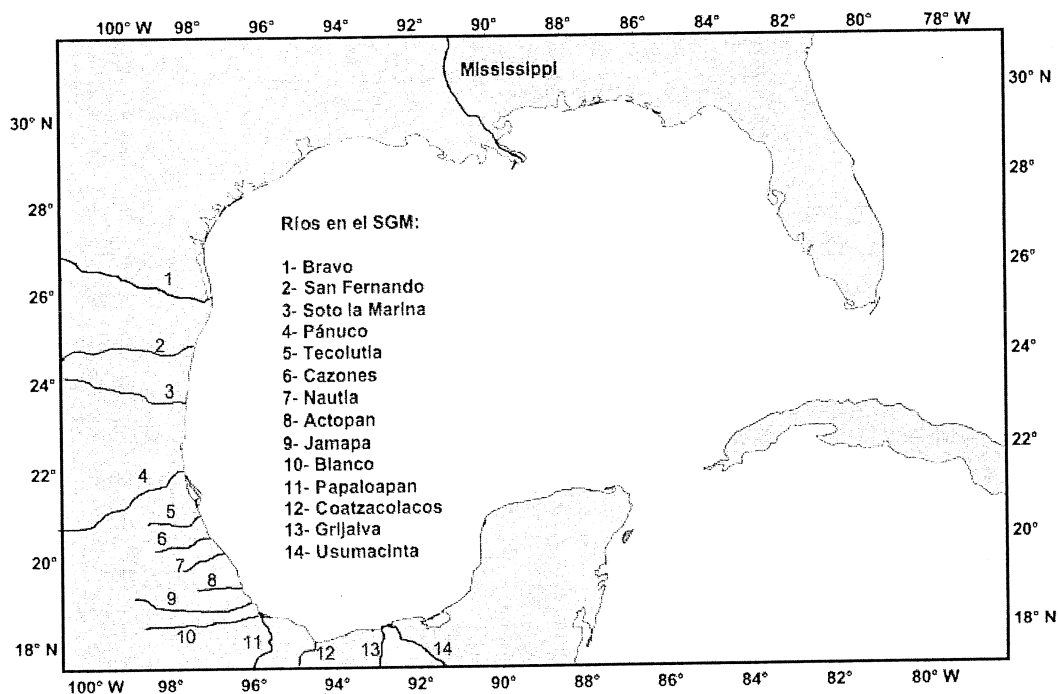 100° W 98° 96° 94° 92° 90° 88° 86° 84° 82° 80° 78° W
Mississippi
30° N
30° N
28°
28°
Ríos en el SGM:
26°
1
1- Bravo
26°
2- San Fernando
3- Soto la Marina
24°
2
4- Pánuco
5- Tecolutla
24°
3
6- Cazones
7- Nautla
8- Actopan
22°
9- Jamapa
22°
4
10- Blanco
11- Papaloapan
5
12- Coatzacolacos
20°
6
13- Grijalva
20°
7
14- Usumacinta
8
9
18° N
10
11
12
13
14
18° N
100° W 98° 96° 94° 92° 90° 88° 86° 84° 82° 80° W